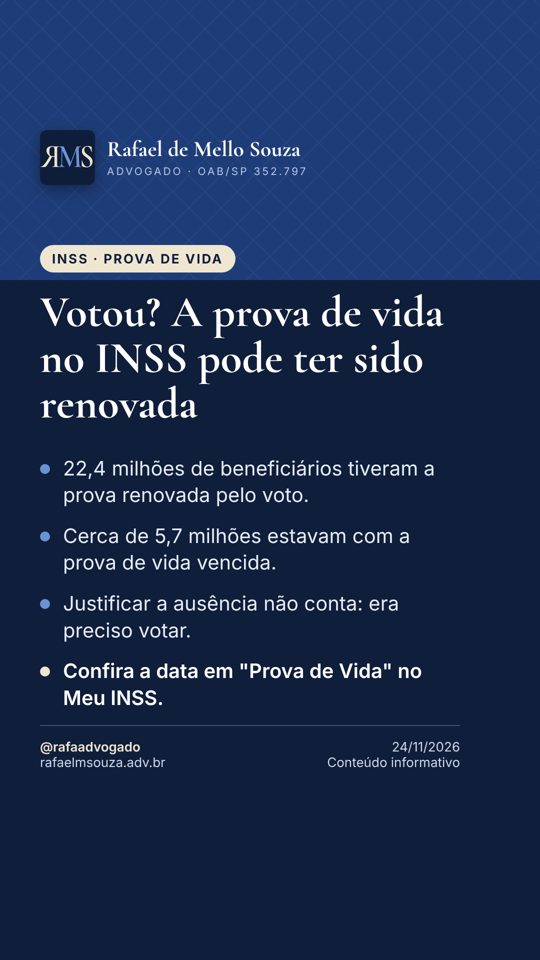 RMS
Rafael de Mello Souza
ADVOGADO · OAB/SP 352.797
INSS · PROVA DE VIDA
Votou? A prova de vida
no INSS pode ter sido
renovada
22,4 milhões de beneficiários tiveram a
prova renovada pelo voto.
Cerca de 5,7 milhões estavam com a
prova de vida vencida.
Justificar a ausência não conta: era
preciso votar.
Confira a data em "Prova de Vida" no
Meu INSS.
@rafaadvogado
24/11/2026
rafaelmsouza.adv.br
Conteúdo informativo